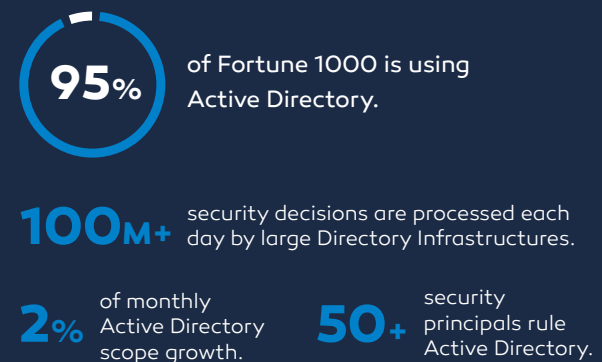 95%
of Fortune 1000 is using
Active Directory.
100M+
security decisions are processed each
day by large Directory Infrastructures.
2%
of monthly
Active Directory
scope growth.
50+
security
principals rule
Active Directory.